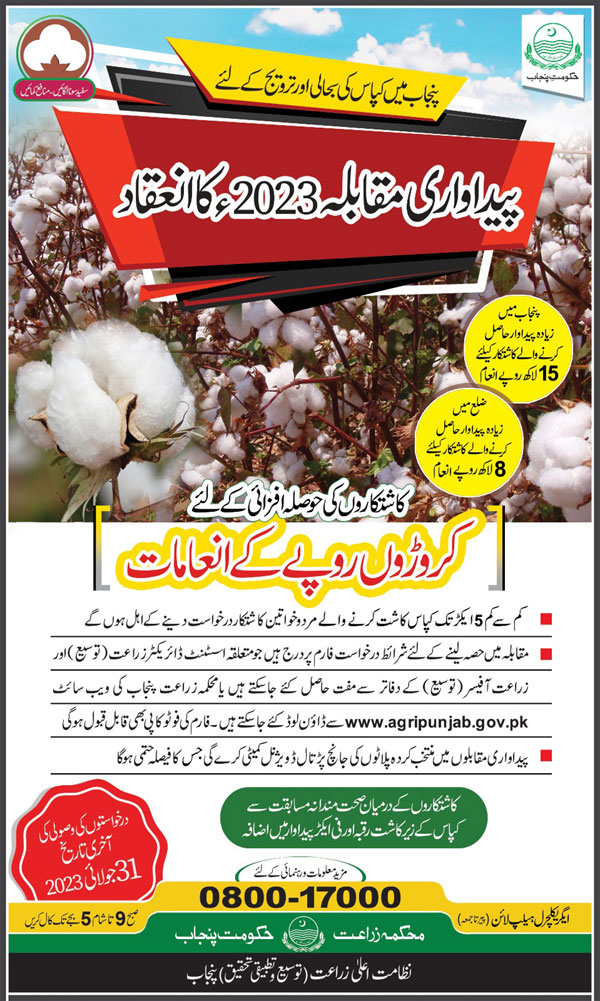 حکومتِ پنجاب
سفید سونا اگائیں۔ منافع کمائیں
پنجاب میں کپاس کی بحالی اور ترویج کے لئے
پیداواری مقابلہ 2023ء کا انعقاد
پنجاب میں
زیادہ پیداوار حاصل
کرنے والے کاشتکار کیلئے
15 لاکھ روپے انعام
ضلع میں
زیادہ پیداوار حاصل
کرنے والے کاشتکار کیلئے
8 لاکھ روپے انعام
کاشتکاروں کی حوصلہ افزائی کے لئے
کروڑوں روپے کے انعامات
کم سے کم 5 ایکڑ تک کپاس کاشت کرنے والے مرد و خواتین کاشتکار درخواست دینے کے اہل ہوں گے
مقابلہ میں حصہ لینے کے لئے شرائط درخواست فارم پر درج ہیں جو متعلقہ اسسٹنٹ ڈائریکٹر زراعت (توسیع) اور
زراعت آفیسر (توسیع) کے دفاتر سے مفت حاصل کئے جاسکتے ہیں یا محکمہ زراعت پنجاب کی ویب سائٹ
www.agripunjab.gov.pk سے ڈاؤن لوڈ کئے جاسکتے ہیں۔ فارم کی فوٹو کاپی بھی قابل قبول ہوگی
پیداواری مقابلوں میں منتخب کردہ پلاٹوں کی جانچ پڑتال ڈویژنل کمیٹی کرے گی جس کا فیصلہ حتمی ہوگا
کاشتکاروں کے درمیان صحت مندانہ مسابقت سے
کپاس کے زیر کاشت رقبہ اور فی ایکڑ پیداوار میں اضافہ
درخواستوں کی وصولی کی
آخری تاریخ
31 جولائی 2023
مزید معلومات و رہنمائی کے لئے
0800-17000
ایگریکلچرل ہیلپ لائن (پیر تا جمعہ)
صبح 9 تا شام 5 بجے تک کال کریں
محکمہ زراعت حکومتِ پنجاب
نظامت اعلیٰ زراعت (توسیع و تطبیقی تحقیق) پنجاب